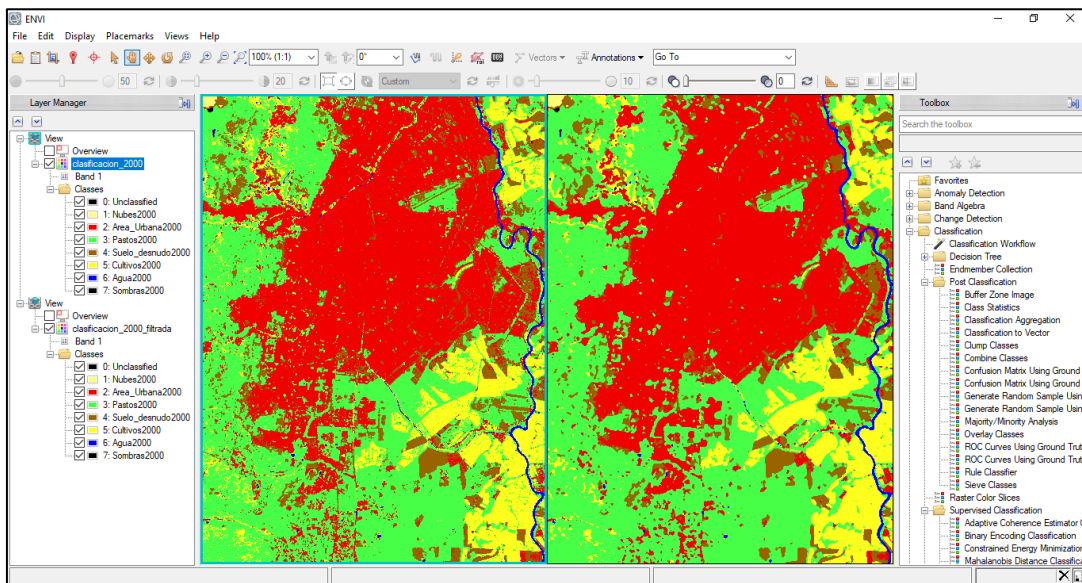 ENVI
File Edit Display Placemarks Views Help
100% (1:1) 0° Vectors Annotations Go To
50 20 Custom 10 0
Layer Manager
View
Overview
clasificacion_2000
Band 1
Classes
0: Unclassified
1: Nubes2000
2: Area_Urbana2000
3: Pastos2000
4: Suelo_desnudo2000
5: Cultivos2000
6: Agua2000
7: Sombras2000
View
Overview
clasificacion_2000_filtrada
Band 1
Classes
0: Unclassified
1: Nubes2000
2: Area_Urbana2000
3: Pastos2000
4: Suelo_desnudo2000
5: Cultivos2000
6: Agua2000
7: Sombras2000
Toolbox
Search the toolbox
Favorites
Anomaly Detection
Band Algebra
Change Detection
Classification
Classification Workflow
Decision Tree
Endmember Collection
Post Classification
Buffer Zone Image
Class Statistics
Classification Aggregation
Classification to Vector
Clump Classes
Combine Classes
Confusion Matrix Using Ground
Confusion Matrix Using Ground
Generate Random Sample Usin
Generate Random Sample Usin
Majority/Minority Analysis
Overlay Classes
ROC Curves Using Ground Trut
ROC Curves Using Ground Trut
Rule Classifier
Sieve Classes
Raster Color Slices
Supervised Classification
Adaptive Coherence Estimator C
Binary Encoding Classification
Constrained Energy Minimization
Mahalanobis Distance Classific